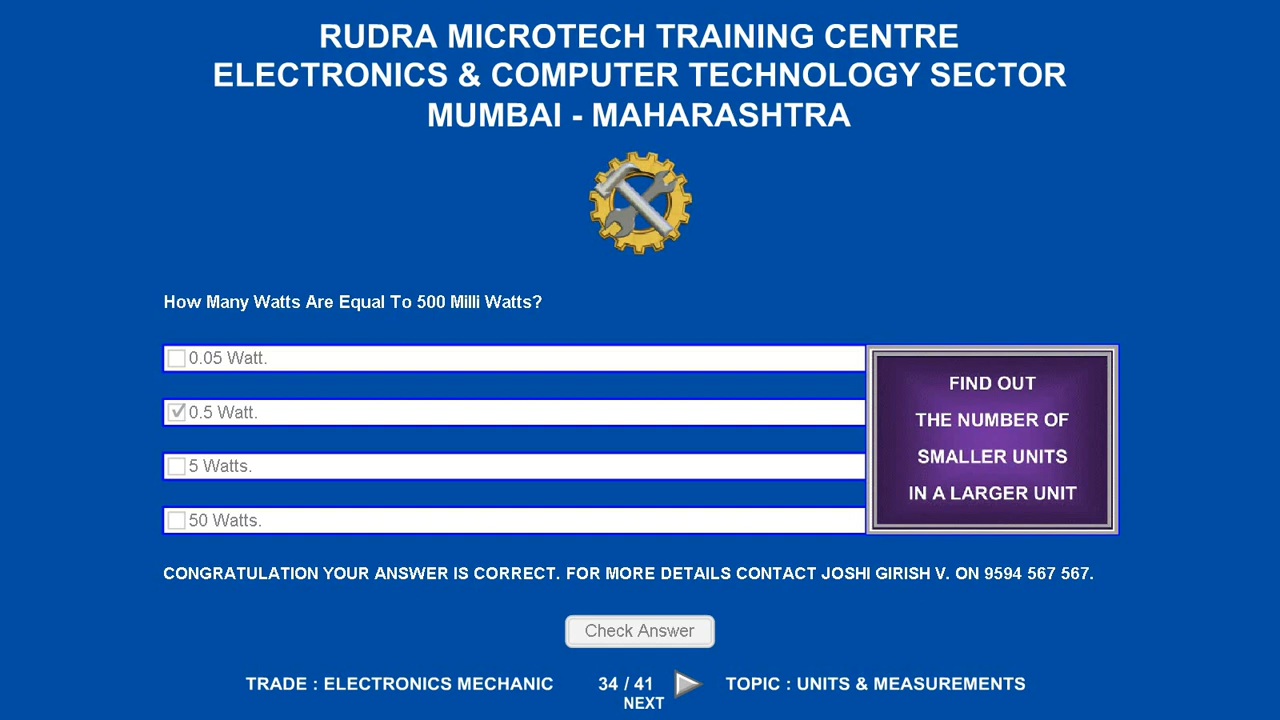 RUDRA MICROTECH TRAINING CENTRE
ELECTRONICS & COMPUTER TECHNOLOGY SECTOR
MUMBAI - MAHARASHTRA
How Many Watts Are Equal To 500 Milli Watts?
0.05 Watt.
0.5 Watt.
5 Watts.
50 Watts.
FIND OUT
THE NUMBER OF
SMALLER UNITS
IN A LARGER UNIT
CONGRATULATION YOUR ANSWER IS CORRECT. FOR MORE DETAILS CONTACT JOSHI GIRISH V. ON 9594 567 567.
Check Answer
TRADE : ELECTRONICS MECHANIC
34 / 41
NEXT
TOPIC : UNITS & MEASUREMENTS